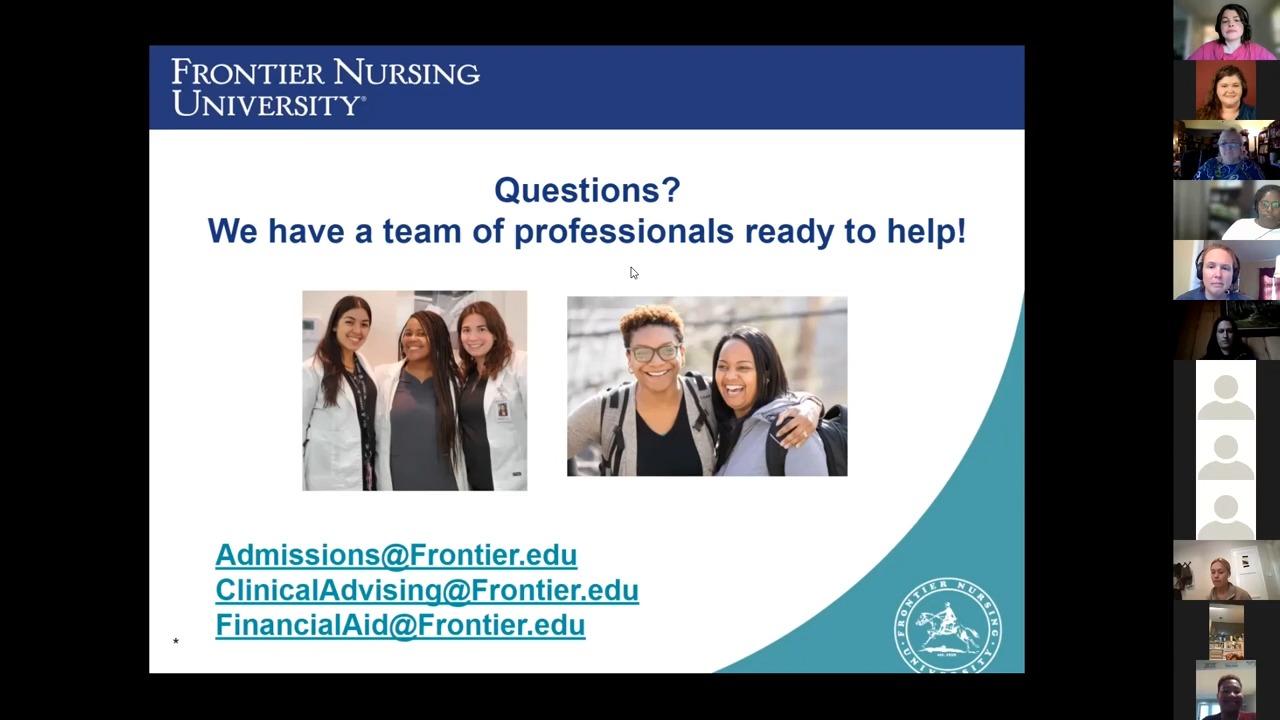 FRONTIER NURSING
UNIVERSITY®
Questions?
We have a team of professionals ready to help!
Admissions@Frontier.edu
ClinicalAdvising@Frontier.edu
FinancialAid@Frontier.edu
*
FRONTIER NURSING
UNIVERSITY